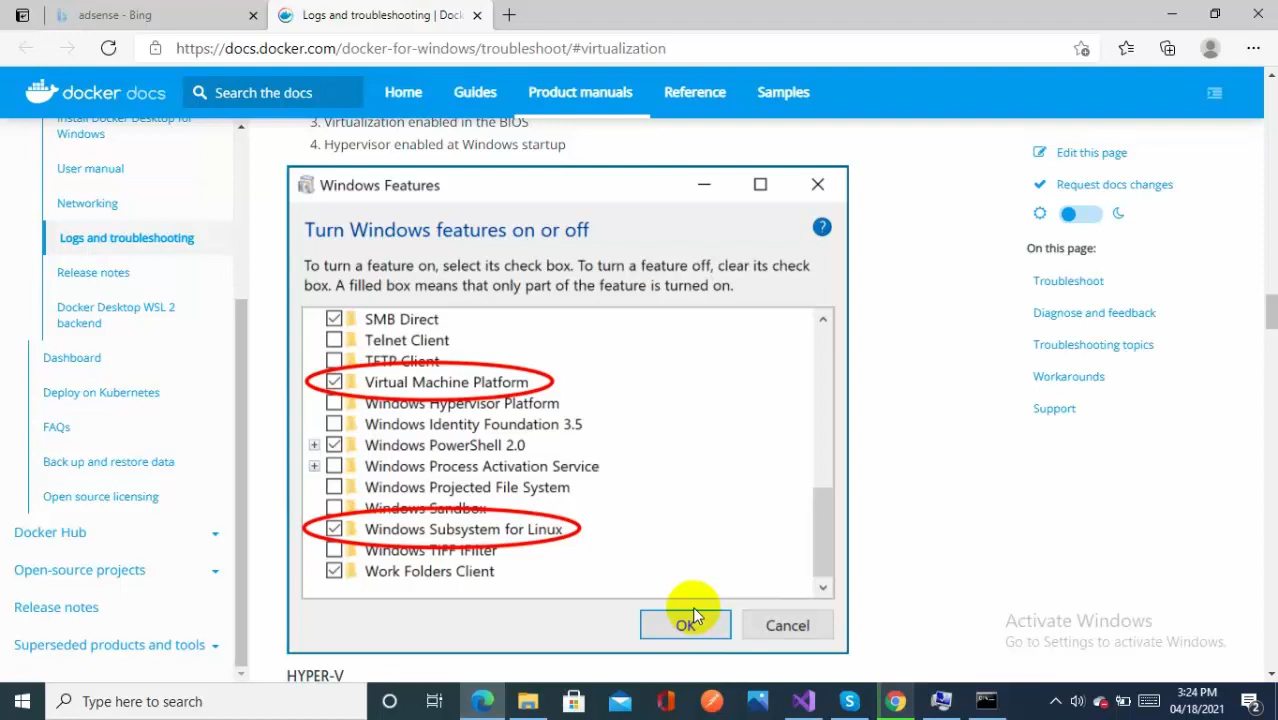 adsense - Bing
Logs and troubleshooting | Dock
https://docs.docker.com/docker-for-windows/troubleshoot/#virtualization
docker docs
Search the docs
Home
Guides
Product manuals
Reference
Samples
Install Docker Desktop for
Windows
User manual
Networking
Logs and troubleshooting
Release notes
Docker Desktop WSL 2
backend
Dashboard
Deploy on Kubernetes
FAQs
Back up and restore data
Open source licensing
Docker Hub
Open-source projects
Release notes
Superseded products and tools
3. Virtualization enabled in the BIOS
4. Hypervisor enabled at Windows startup
Windows Features
Turn Windows features on or off
?
To turn a feature on, select its check box. To turn a feature off, clear its check
box. A filled box means that only part of the feature is turned on.
SMB Direct
Telnet Client
TFTP Client
Virtual Machine Platform
Windows Hypervisor Platform
Windows Identity Foundation 3.5
Windows PowerShell 2.0
Windows Process Activation Service
Windows Projected File System
Windows Sandbox
Windows Subsystem for Linux
Windows TIFF IFilter
Work Folders Client
OK
Cancel
HYPER-V
Edit this page
Request docs changes
On this page:
Troubleshoot
Diagnose and feedback
Troubleshooting topics
Workarounds
Support
Activate Windows
Go to Settings to activate Windows.
Type here to search
3:24 PM
04/18/2021
2